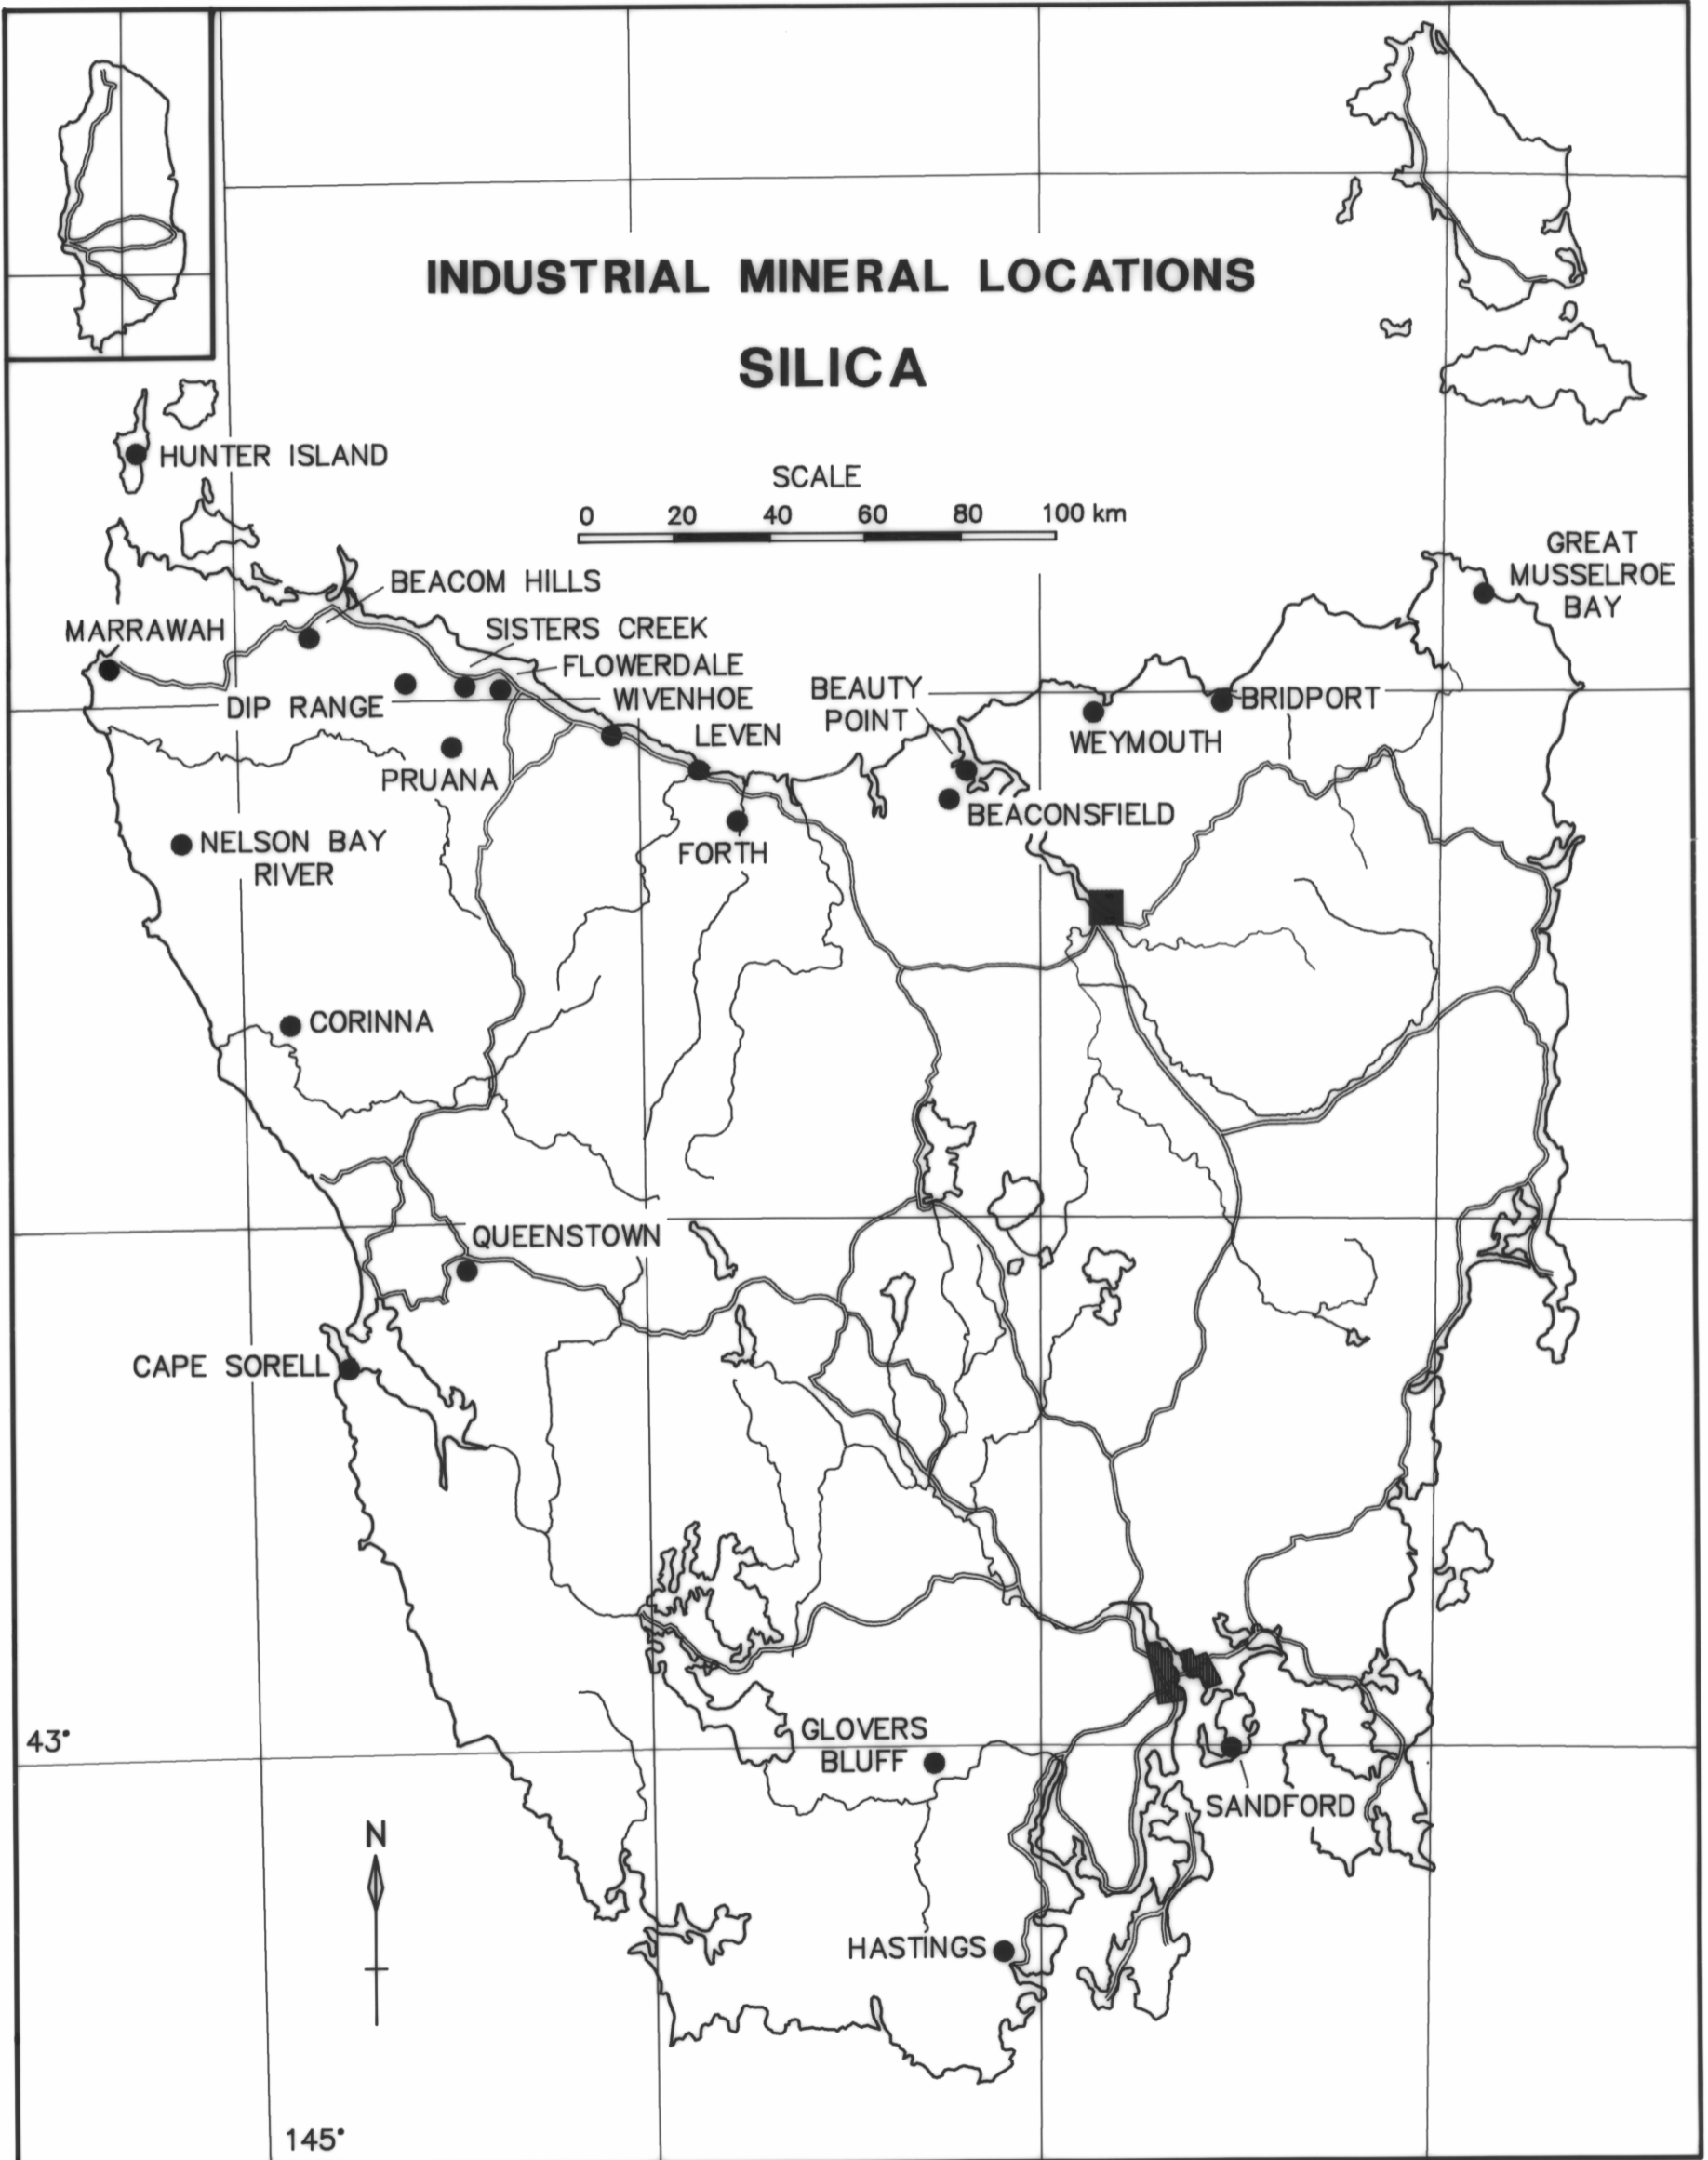 INDUSTRIAL MINERAL LOCATIONS
SILICA
HUNTER ISLAND
SCALE
0 20 40 60 80 100 km
GREAT
MUSSELROE
BAY
BEACOM HILLS
MARRAWAH
SISTERS CREEK
FLOWERDALE
WIVENHOE
DIP RANGE
BEAUTY
POINT
BRIDPORT
LEVEN
WEYMOUTH
PRUANA
BEACONSFIELD
NELSON BAY
RIVER
FORTH
CORINNA
QUEENSTOWN
CAPE SORELL
43°
GLOVERS
BLUFF
SANDFORD
N
HASTINGS
145°